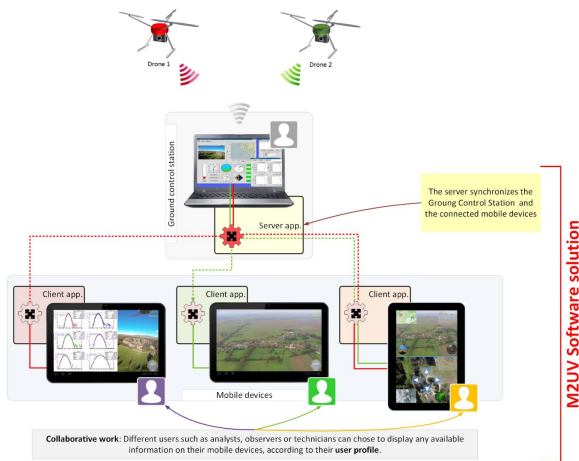 Drone 1
Drone 2
Ground control station
Server app.
The server synchronizes the
Groung Control Station and
the connected mobile devices
Client app.
Client app.
Client app.
Mobile devices
M2UV Software solution
Collaborative work: Different users such as analysts, observers or technicians can chose to display any available
information on their mobile devices, according to their user profile.